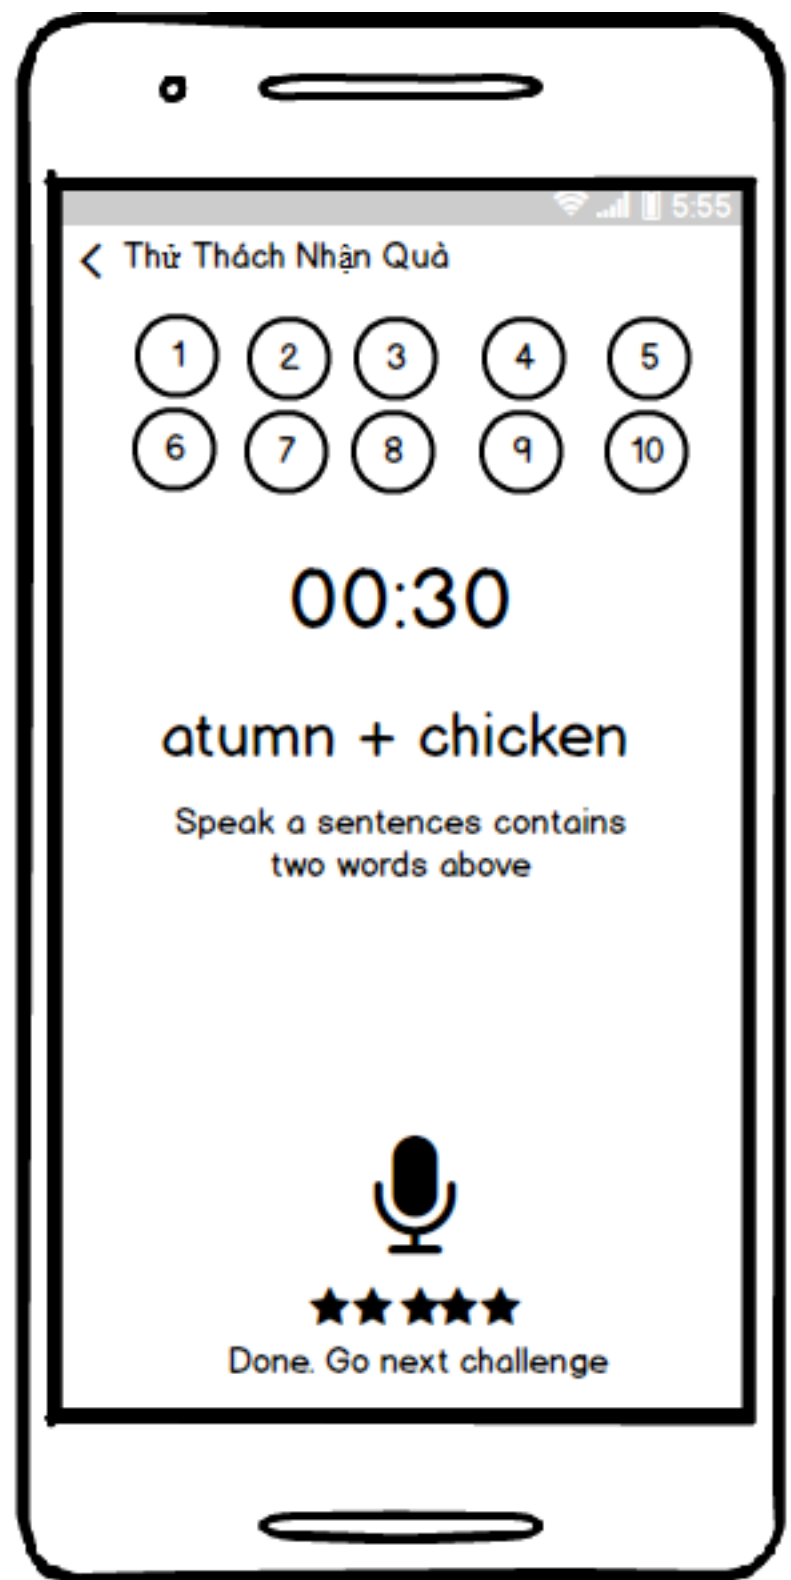 5:55
Thử Thách Nhận Quà
1 2 3 4 5
6 7 8 9 10
00:30
atumn + chicken
Speak a sentences contains
two words above
Done. Go next challenge